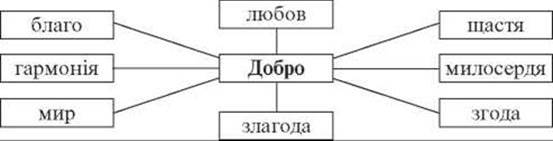 любов
благо
щастя
гармонія
Добро
милосердя
мир
згода
злагода